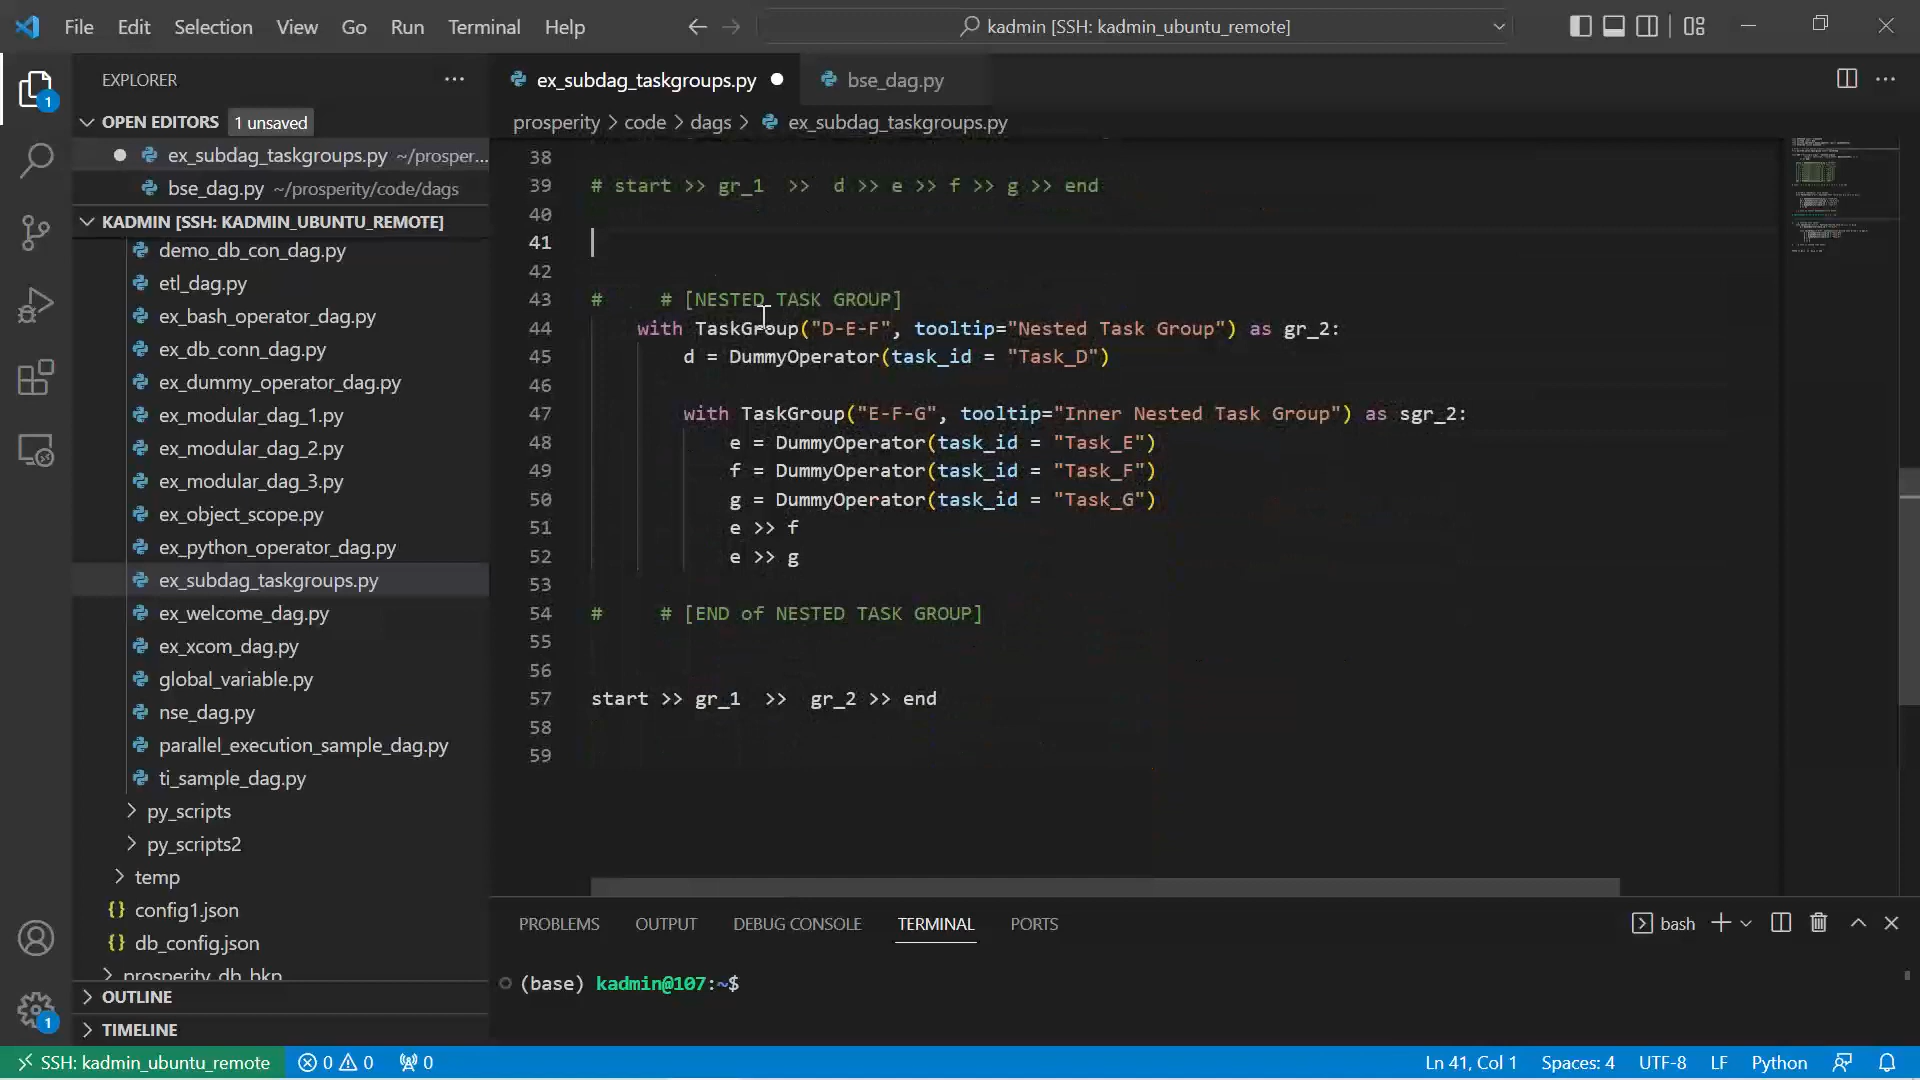 File Edit Selection View Go Run Terminal Help
kadmin [SSH: kadmin_ubuntu_remote]
EXPLORER
OPEN EDITORS 1 unsaved
ex_subdag_taskgroups.py ~/prosper...
bse_dag.py ~/prosperity/code/dags
KADMIN [SSH: KADMIN_UBUNTU_REMOTE]
demo_db_con_dag.py
etl_dag.py
ex_bash_operator_dag.py
ex_db_conn_dag.py
ex_dummy_operator_dag.py
ex_modular_dag_1.py
ex_modular_dag_2.py
ex_modular_dag_3.py
ex_object_scope.py
ex_python_operator_dag.py
ex_subdag_taskgroups.py
ex_welcome_dag.py
ex_xcom_dag.py
global_variable.py
nse_dag.py
parallel_execution_sample_dag.py
ti_sample_dag.py
py_scripts
py_scripts2
temp
config1.json
db_config.json
prosperity_db_bkp
OUTLINE
TIMELINE
1
1
ex_subdag_taskgroups.py bse_dag.py
prosperity > code > dags > ex_subdag_taskgroups.py
38
39 # start >> gr_1 >> d >> e >> f >> g >> end
40
41
42
43 # # [NESTED TASK GROUP]
44 with TaskGroup("D-E-F", tooltip="Nested Task Group") as gr_2:
45 d = DummyOperator(task_id = "Task_D")
46
47 with TaskGroup("E-F-G", tooltip="Inner Nested Task Group") as sgr_2:
48 e = DummyOperator(task_id = "Task_E")
49 f = DummyOperator(task_id = "Task_F")
50 g = DummyOperator(task_id = "Task_G")
51 e >> f
52 e >> g
53
54 # # [END of NESTED TASK GROUP]
55
56
57 start >> gr_1 >> gr_2 >> end
58
59
PROBLEMS OUTPUT DEBUG CONSOLE TERMINAL PORTS
bash
(base) kadmin@107:~$
SSH: kadmin_ubuntu_remote 0 0 0
Ln 41, Col 1 Spaces: 4 UTF-8 LF Python